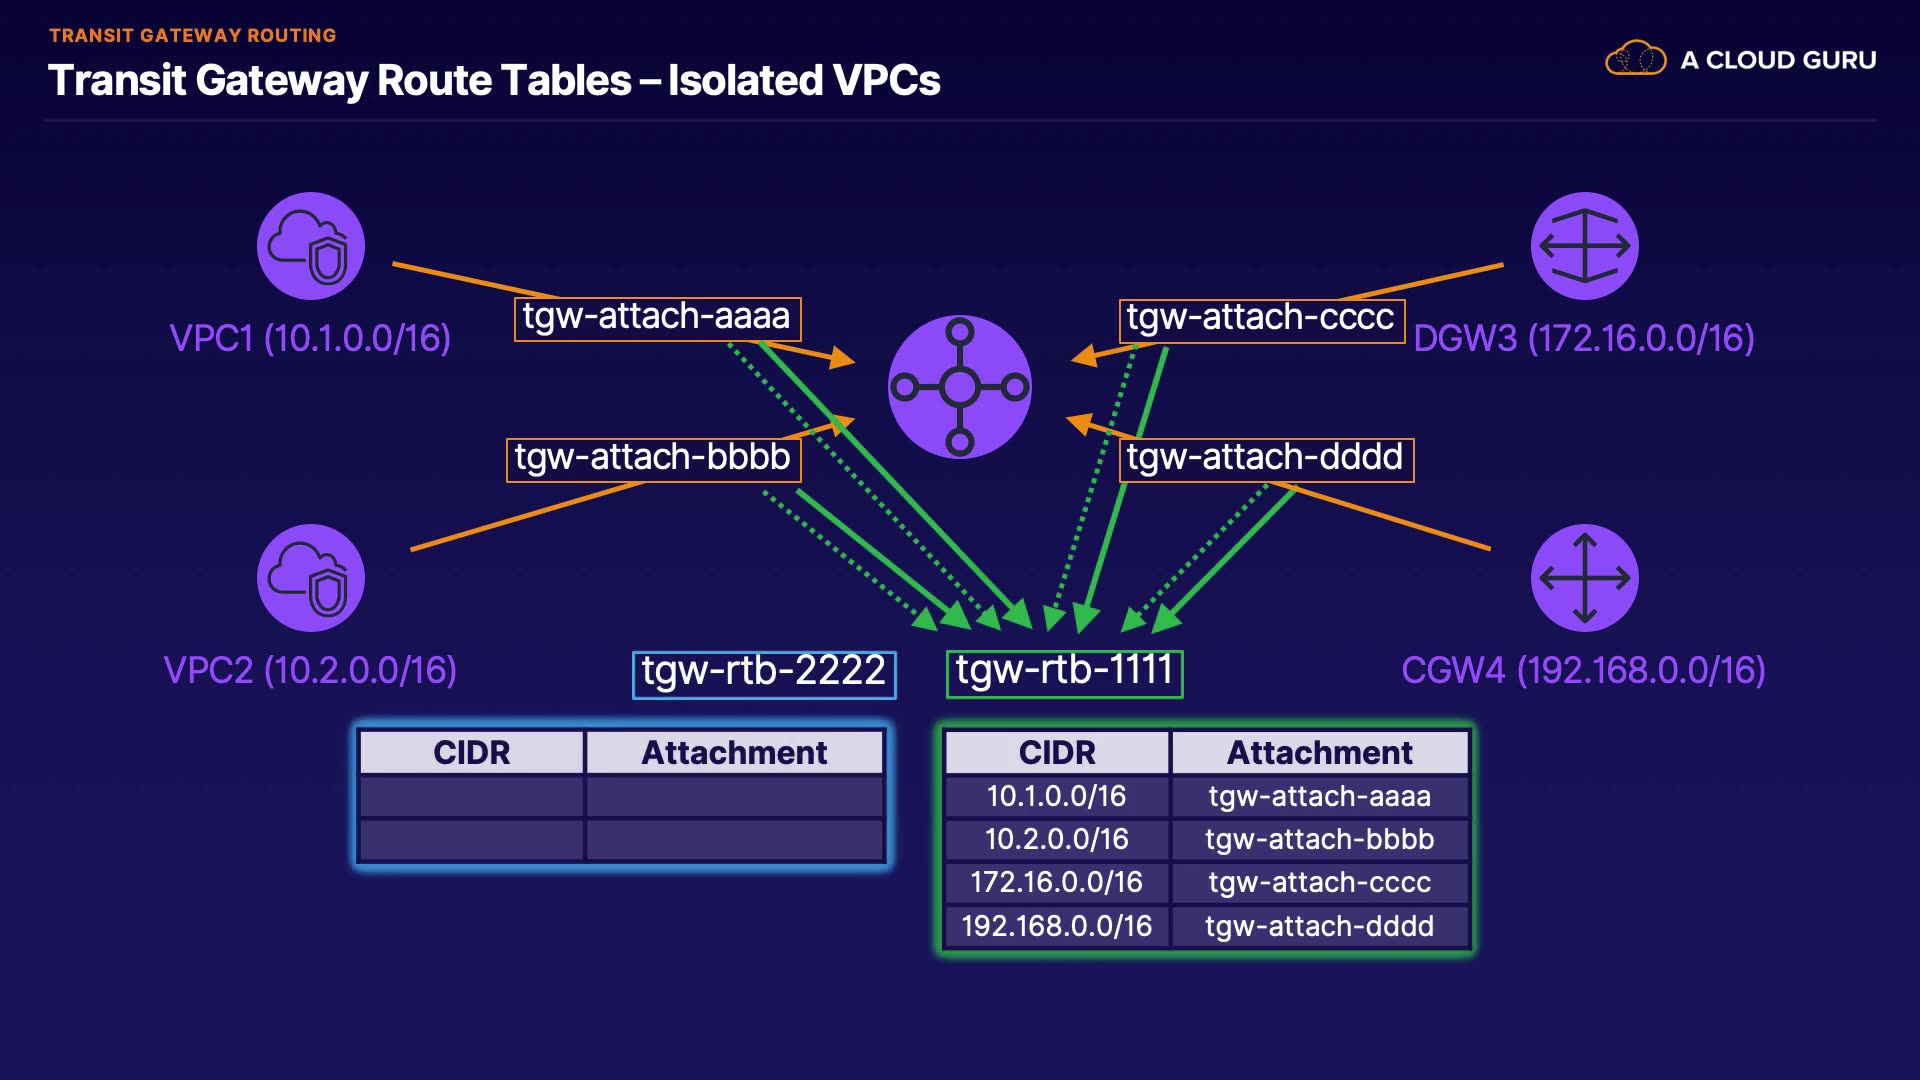 TRANSIT GATEWAY ROUTING
Transit Gateway Route Tables – Isolated VPCs
A CLOUD GURU
tgw-attach-aaaa
tgw-attach-cccc
VPC1 (10.1.0.0/16)
DGW3 (172.16.0.0/16)
tgw-attach-bbbb
tgw-attach-dddd
VPC2 (10.2.0.0/16)
tgw-rtb-2222
tgw-rtb-1111
CGW4 (192.168.0.0/16)
CIDR Attachment
CIDR Attachment
10.1.0.0/16 tgw-attach-aaaa
10.2.0.0/16 tgw-attach-bbbb
172.16.0.0/16 tgw-attach-cccc
192.168.0.0/16 tgw-attach-dddd